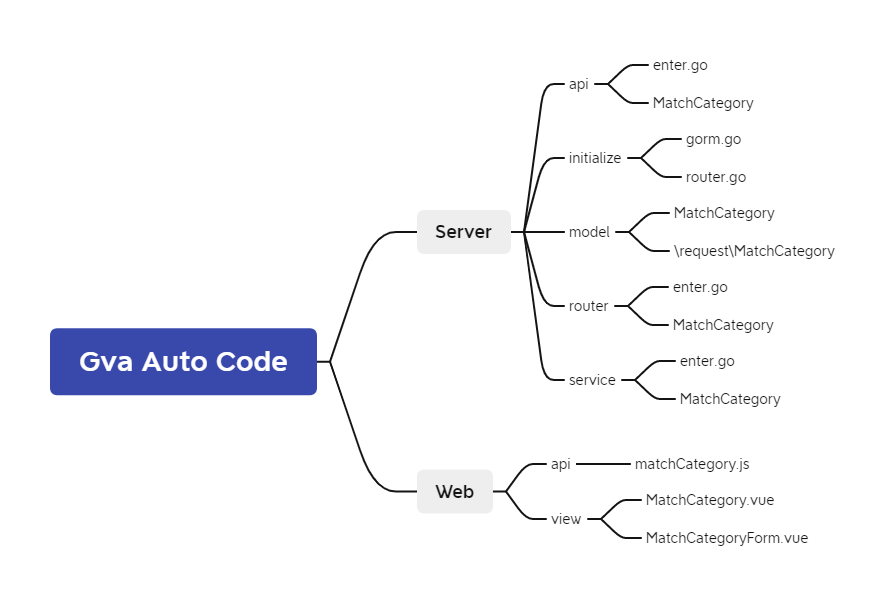 Gva Auto Code
Server
api
enter.go
MatchCategory
initialize
gorm.go
router.go
model
MatchCategory
\request\MatchCategory
router
enter.go
MatchCategory
service
enter.go
MatchCategory
Web
api
matchCategory.js
view
MatchCategory.vue
MatchCategoryForm.vue